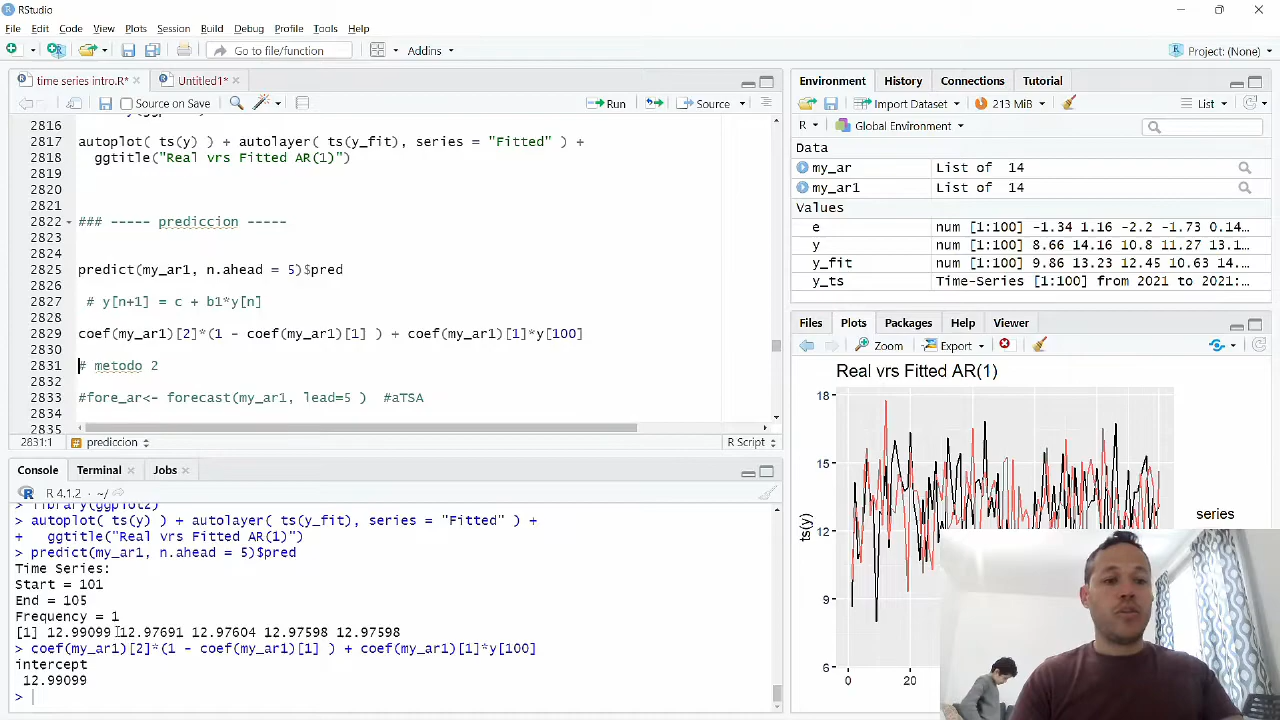 RStudio
File Edit Code View Plots Session Build Debug Profile Tools Help
Go to file/function Addins Project: (None)
time series intro.R* Untitled1*
Source on Save Run Source
2816
2817 autoplot( ts(y) ) + autolayer( ts(y_fit), series = "Fitted" ) +
2818 ggtitle("Real vrs Fitted AR(1)")
2819
2820
2821
2822 ### ----- prediccion -----
2823
2824
2825 predict(my_ar1, n.ahead = 5)$pred
2826
2827 # y[n+1] = c + b1*y[n]
2828
2829 coef(my_ar1)[2]*(1 - coef(my_ar1)[1] ) + coef(my_ar1)[1]*y[100]
2830
2831 # metodo 2
2832
2833 #fore_ar<- forecast(my_ar1, lead=5 ) #aTSA
2834
2835
2831:1 prediccion R Script
Console Terminal Jobs
R 4.1.2 · ~/
> library(ggplot2)
> autoplot( ts(y) ) + autolayer( ts(y_fit), series = "Fitted" ) +
+ ggtitle("Real vrs Fitted AR(1)")
> predict(my_ar1, n.ahead = 5)$pred
Time Series:
Start = 101
End = 105
Frequency = 1
[1] 12.99099 12.97691 12.97604 12.97598 12.97598
> coef(my_ar1)[2]*(1 - coef(my_ar1)[1] ) + coef(my_ar1)[1]*y[100]
intercept
12.99099
>
Environment History Connections Tutorial
Import Dataset 213 MiB List
R Global Environment
Data
my_ar List of 14
my_ar1 List of 14
Values
e num [1:100] -1.34 1.16 -2.2 -1.73 0.14...
y num [1:100] 8.66 14.16 10.8 11.27 13.1...
y_fit num [1:100] 9.86 13.23 12.45 10.63 14....
y_ts Time-Series [1:100] from 2021 to 2021:...
Files Plots Packages Help Viewer
Zoom Export
Real vrs Fitted AR(1)
18
15
12
9
6
ts(y)
0 20
series